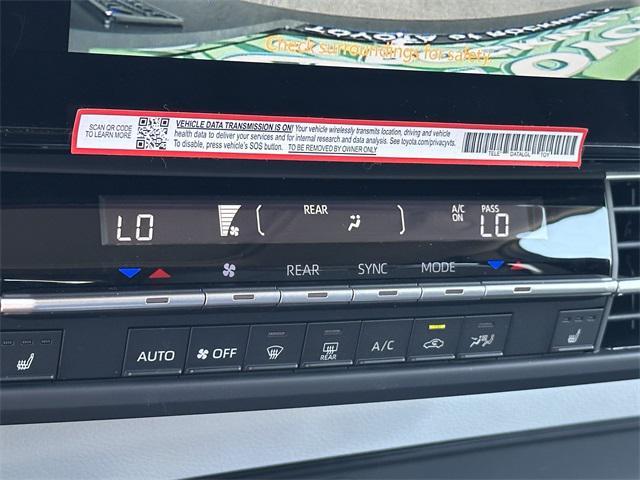 Check surroundings for safety.
SCAN QR CODE TO LEARN MORE
VEHICLE DATA TRANSMISSION IS ON! Your vehicle wirelessly transmits location, driving and vehicle
health data to deliver your services and for internal research and data analysis. See toyota.com/privacyvts.
To disable, press vehicle's SOS button. TO BE REMOVED BY OWNER ONLY
TELE DATALGL TOY
LO REAR A/C ON PASS LO
REAR SYNC MODE
AUTO OFF REAR A/C